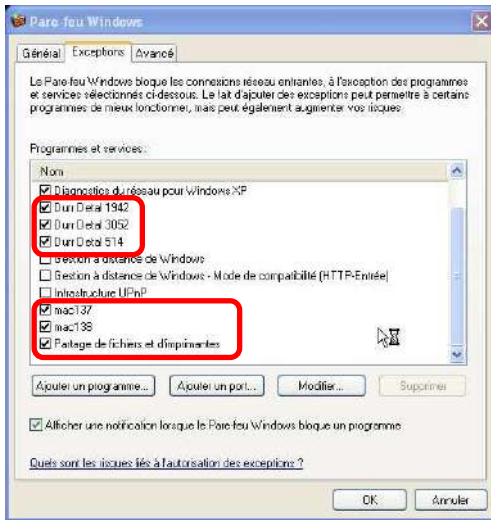 Pare-feu Windows
Général Exceptions Avancé
Le Pare-feu Windows bloque les connexions réseau entrantes, à l'exception des programmes
et services sélectionnés ci-dessous. Le fait d'ajouter des exceptions peut permettre à certains
programmes de mieux fonctionner, mais peut également augmenter vos risques.
Programmes et services :
Nom
Diagnostics du réseau pour Windows XP
Durr Dental 1942
Durr Dental 3052
Durr Dental 514
Gestion à distance de Windows
Gestion à distance de Windows - Mode de compatibilité (HTTP-Entrée)
Infrastructure UPnP
mac137
mac138
Partage de fichiers et d'imprimantes
Ajouter un programme... Ajouter un port... Modifier... Supprimer
Afficher une notification lorsque le Pare-feu Windows bloque un programme
Quels sont les risques liés à l'autorisation des exceptions ?
OK Annuler